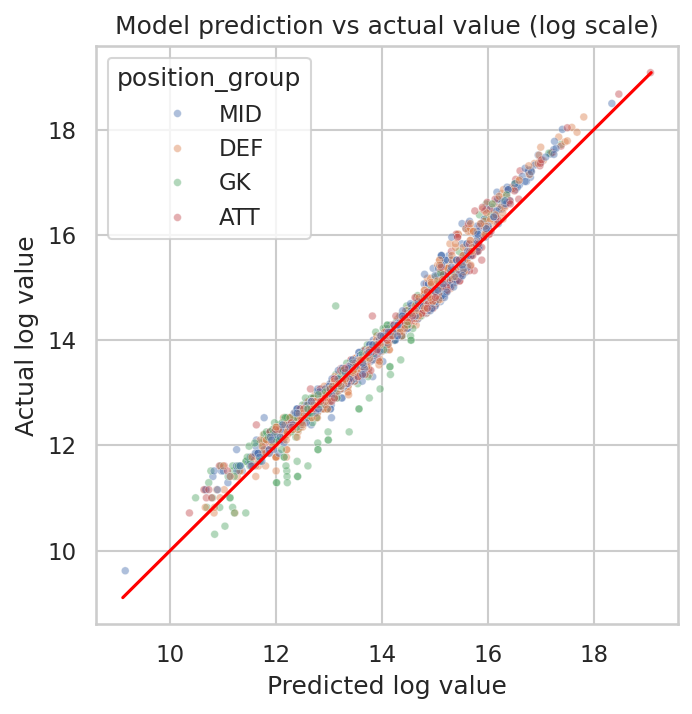 Model prediction vs actual value (log scale)
position_group
MID
DEF
GK
ATT
Actual log value
18
16
14
12
10
10 12 14 16 18
Predicted log value